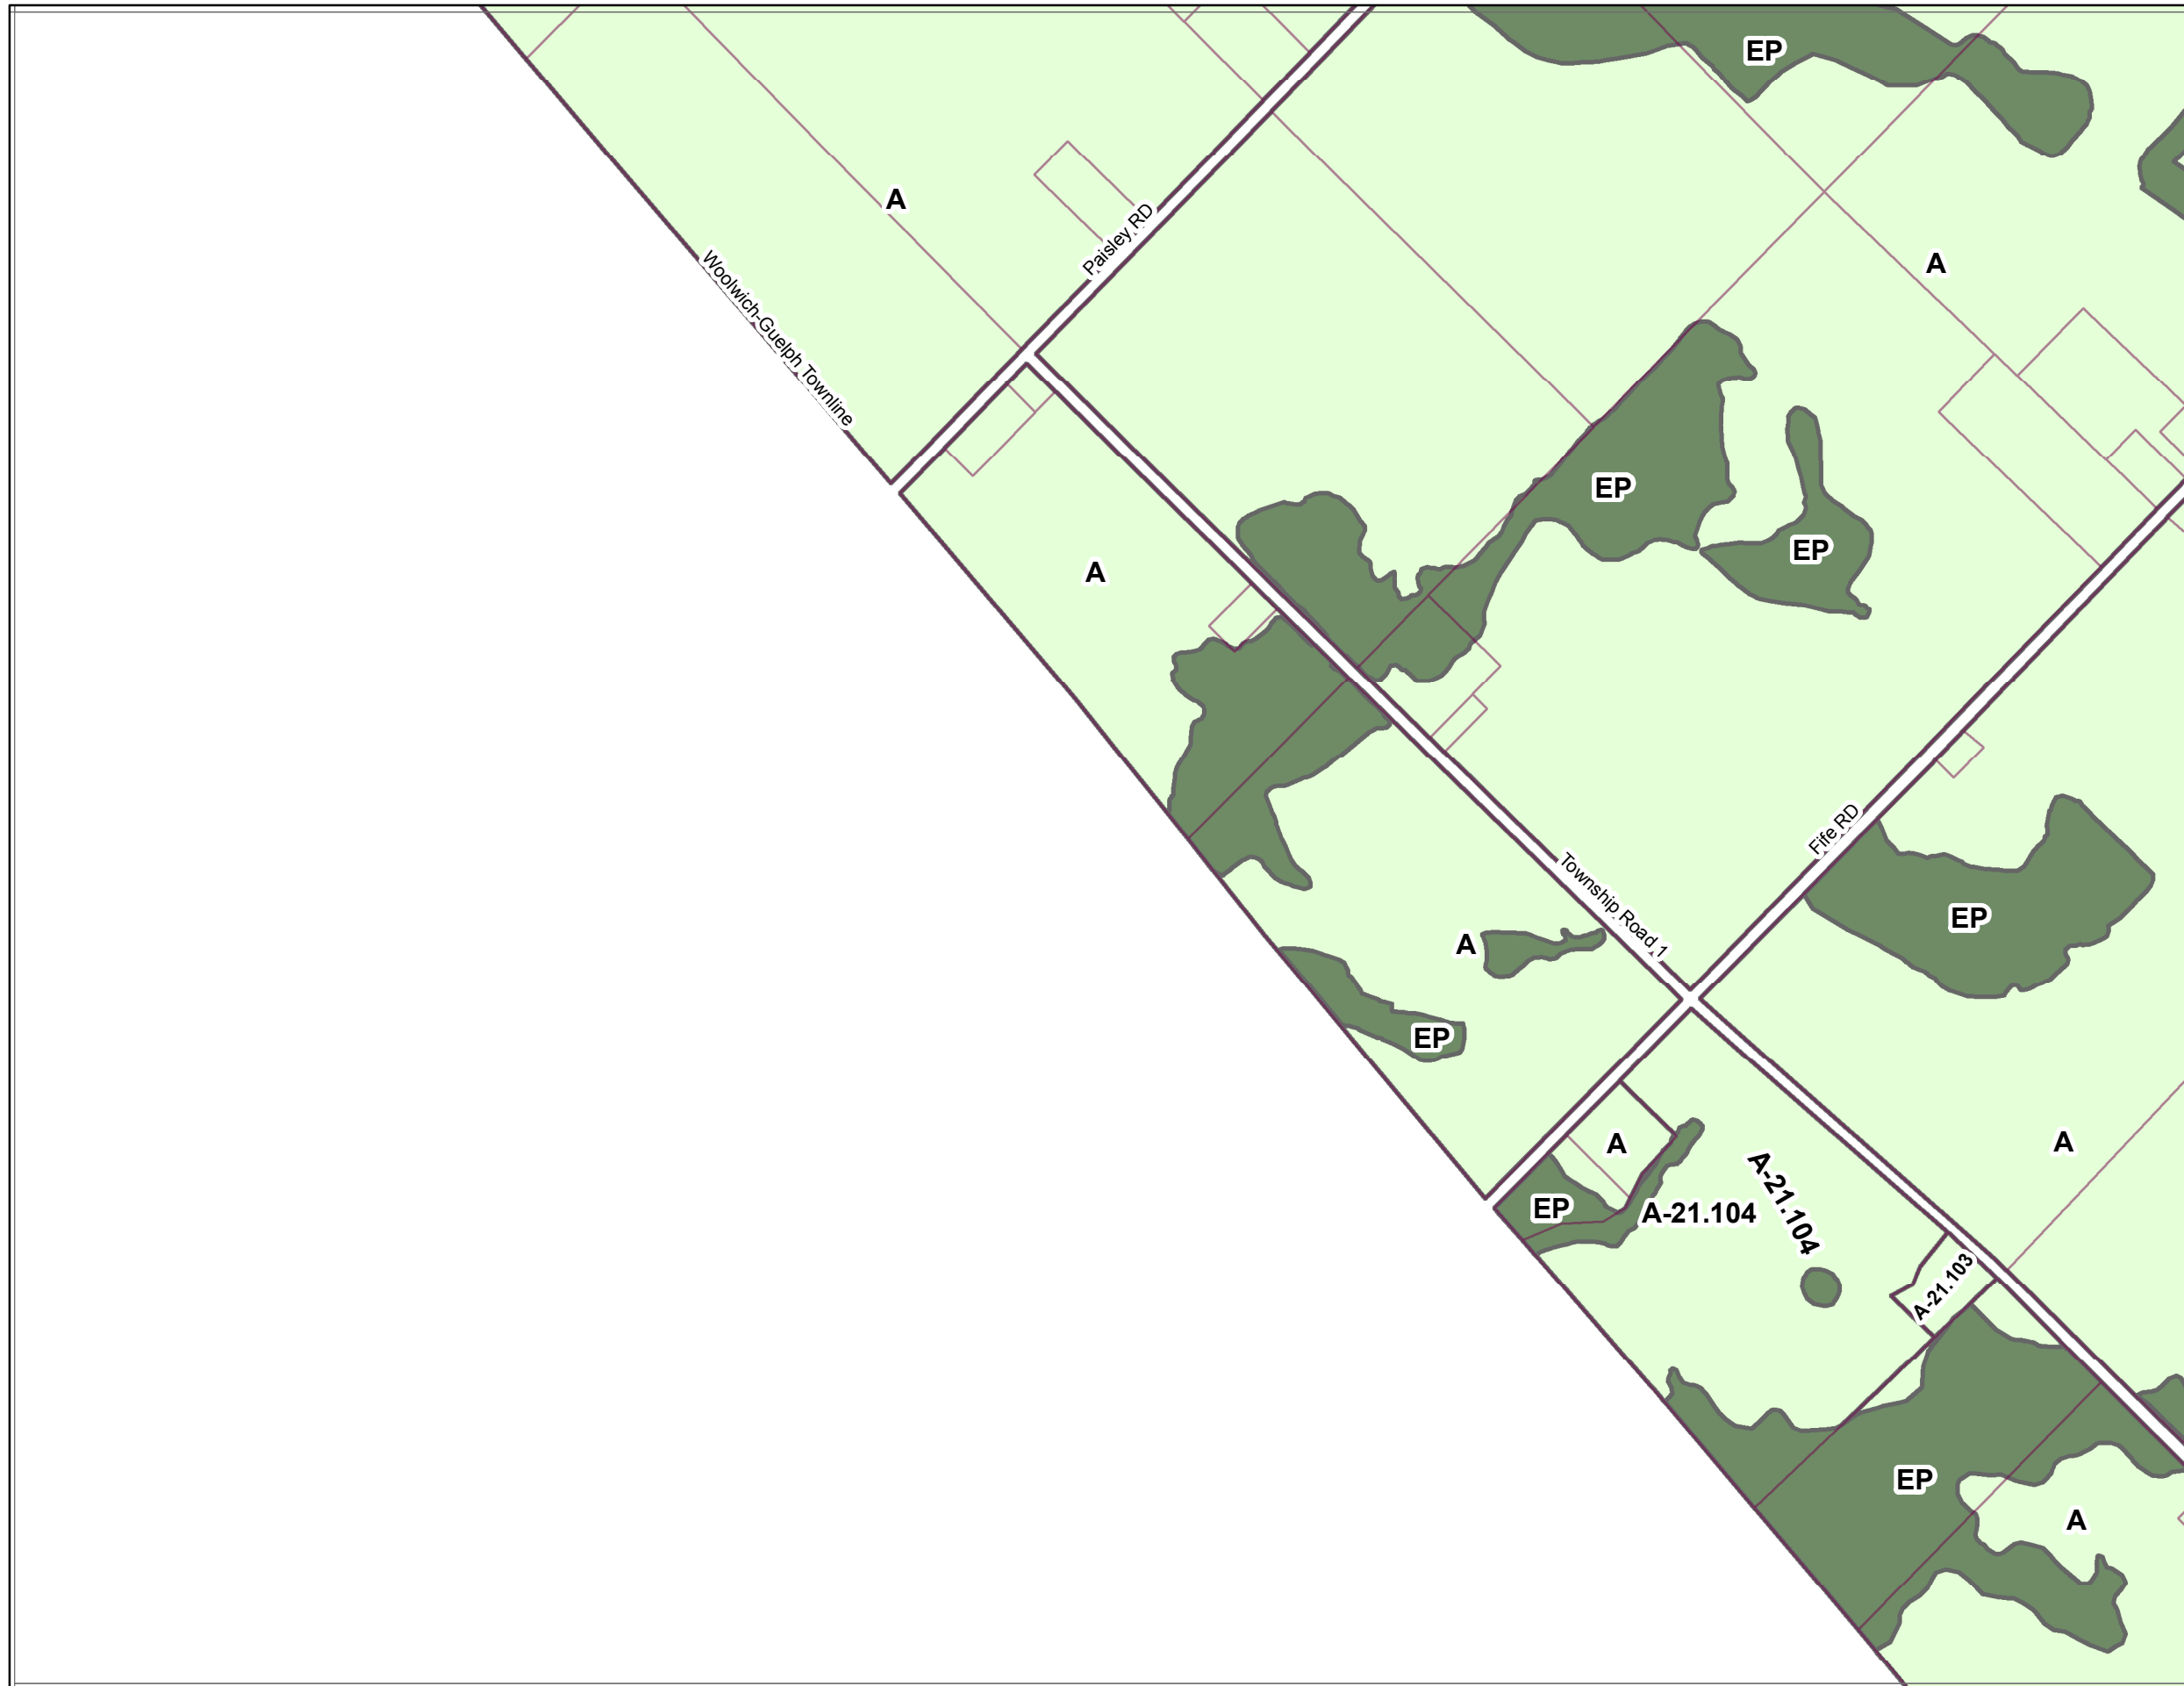 EP
A
Paisley RD
A
Woolwich-Guelph Townline
EP
EP
A
Fife RD
Township Road 1
EP
A
EP
A
A
EP
A-21.104
A-21.104
A-21.103
EP
A